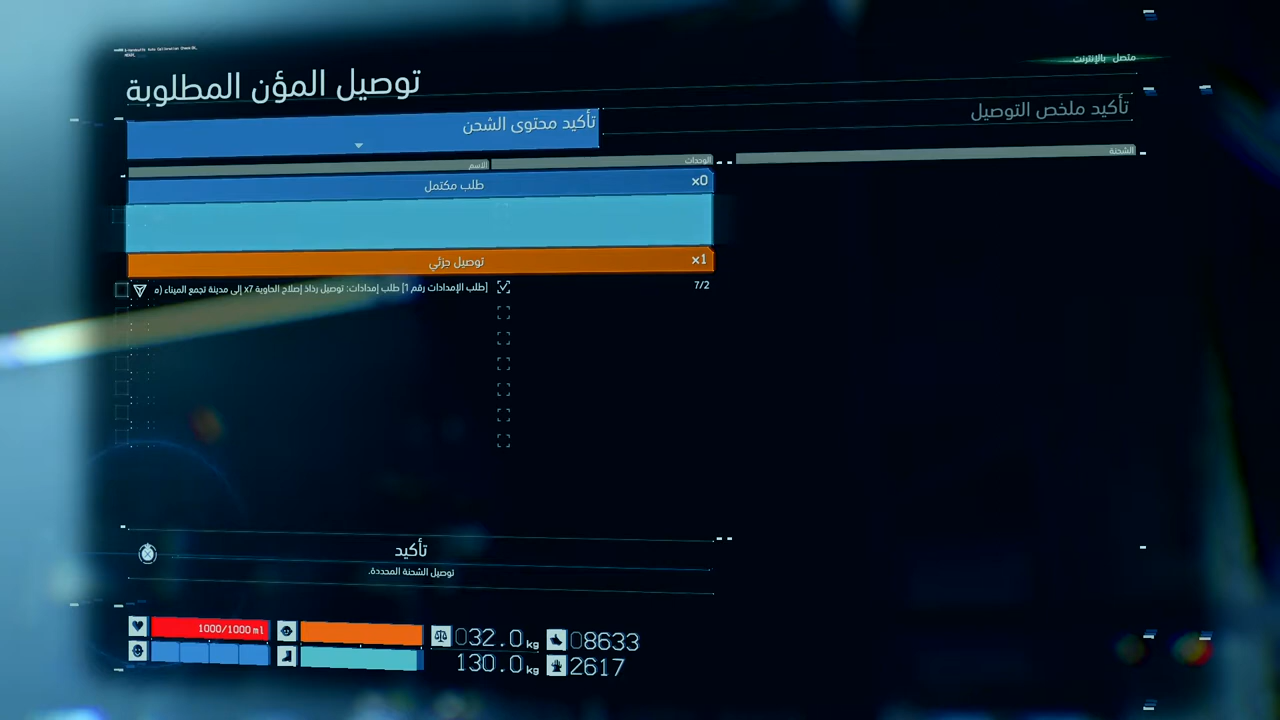 متصل بالإنترنت
توصيل المؤن المطلوبة
تأكيد ملخص التوصيل
تأكيد محتوى الشحن
الشحنة
الوحدات
الاسم
x0 طلب مكتمل
x1 توصيل جزئي
7/2 [طلب الإمدادات رقم 1] طلب إمدادات: توصيل رذاذ إصلاح الحاوية x7 إلى مدينة تجمع الميناء (ه
تأكيد
توصيل الشحنة المحددة.
1000/1000 ml 032.0 kg 08633
130.0 kg 2617